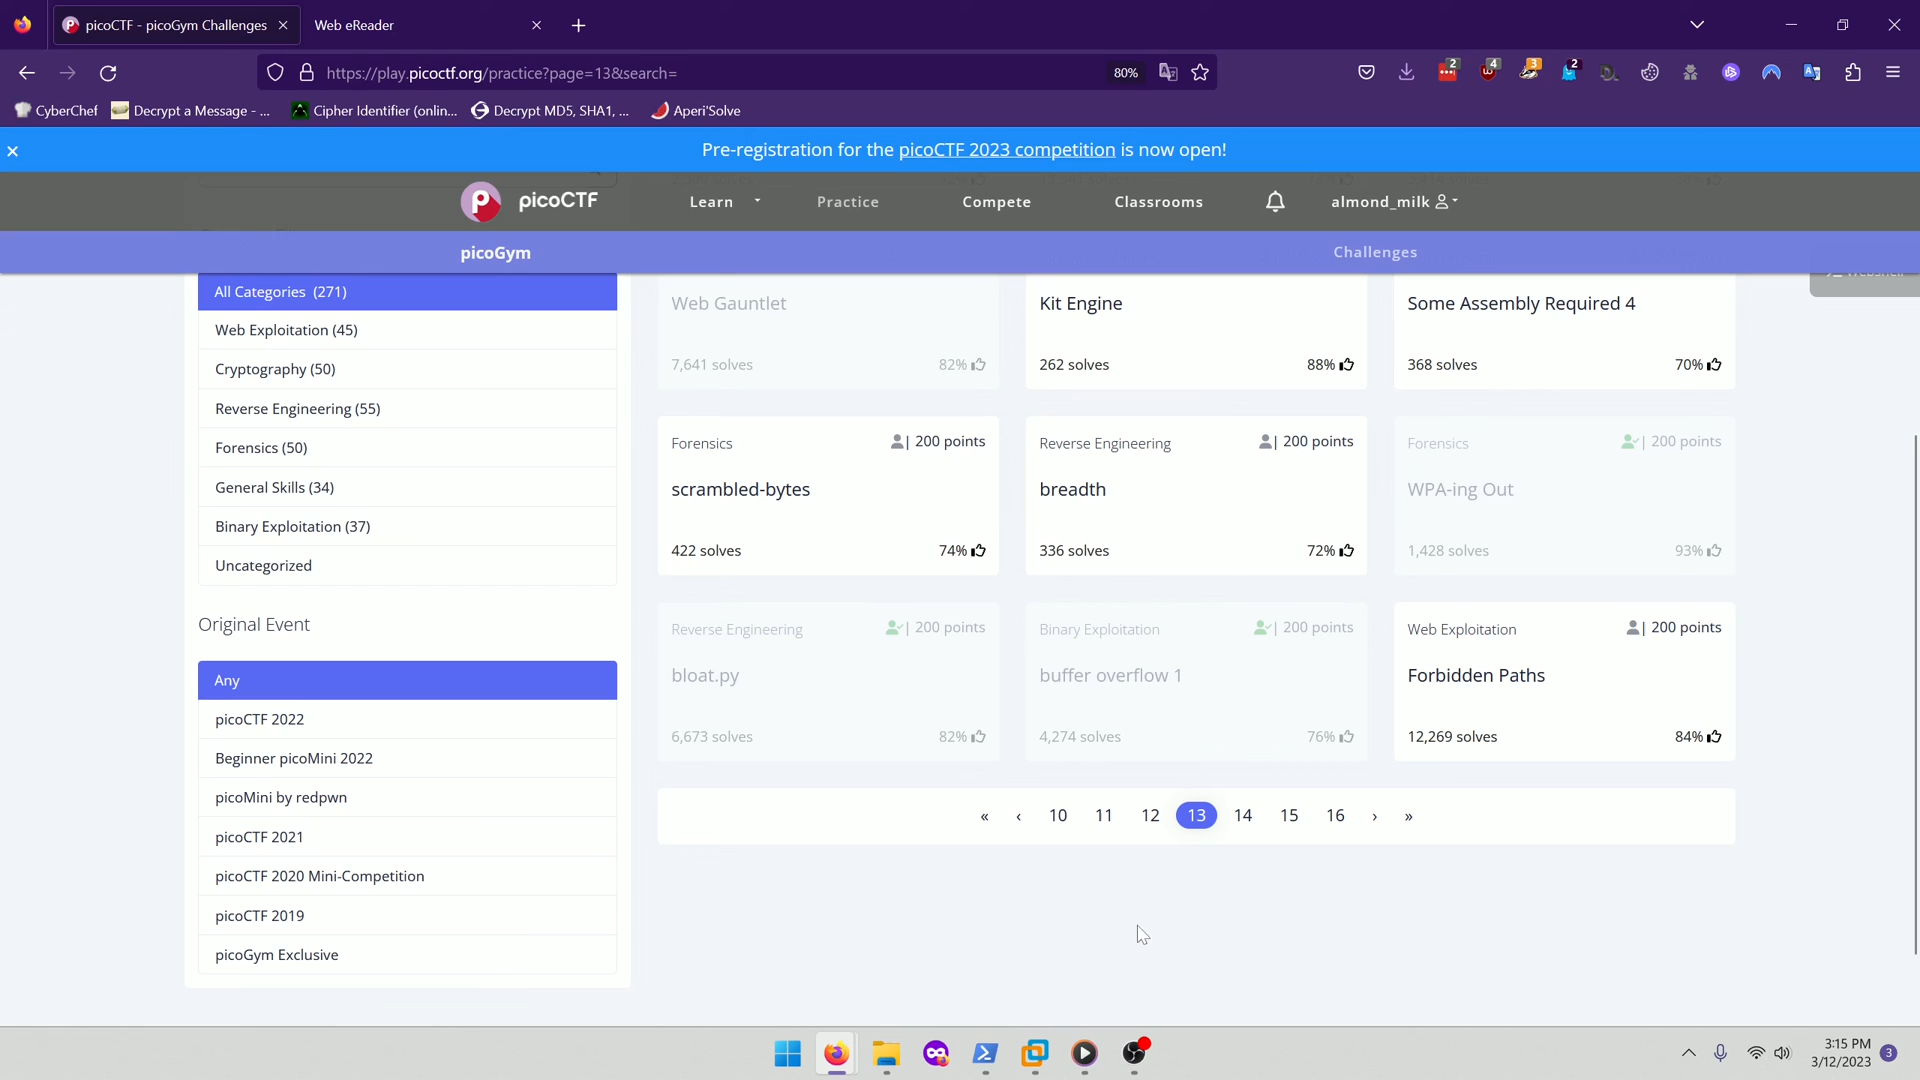 picoCTF - picoGym Challenges
Web eReader
https://play.picoctf.org/practice?page=13&search=
80%
2
4
3
2
CyberChef
Decrypt a Message - ...
Cipher Identifier (onlin...
Decrypt MD5, SHA1, ...
Aperi'Solve
Pre-registration for the picoCTF 2023 competition is now open!
picoCTF
Learn
Practice
Compete
Classrooms
almond_milk
picoGym
Challenges
All Categories (271)
Web Exploitation (45)
Cryptography (50)
Reverse Engineering (55)
Forensics (50)
General Skills (34)
Binary Exploitation (37)
Uncategorized
Original Event
Any
picoCTF 2022
Beginner picoMini 2022
picoMini by redpwn
picoCTF 2021
picoCTF 2020 Mini-Competition
picoCTF 2019
picoGym Exclusive
Web Gauntlet
7,641 solves
82%
Kit Engine
262 solves
88%
Some Assembly Required 4
368 solves
70%
Forensics
| 200 points
scrambled-bytes
422 solves
74%
Reverse Engineering
| 200 points
breadth
336 solves
72%
Forensics
| 200 points
WPA-ing Out
1,428 solves
93%
Reverse Engineering
| 200 points
bloat.py
6,673 solves
82%
Binary Exploitation
| 200 points
buffer overflow 1
4,274 solves
76%
Web Exploitation
| 200 points
Forbidden Paths
12,269 solves
84%
« ‹ 10 11 12 13 14 15 16 › »
3:15 PM
3/12/2023
3